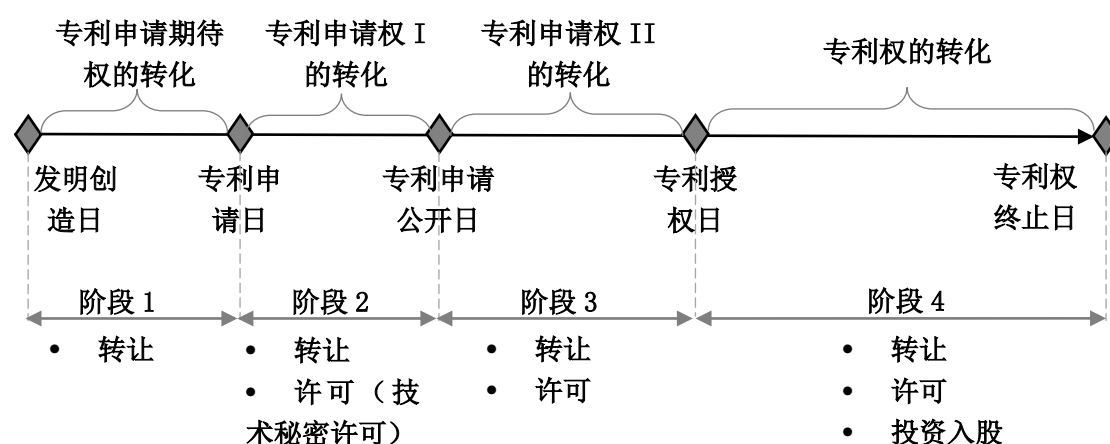 专利申请期待
权的转化
专利申请权 I
的转化
专利申请权 II
的转化
专利权的转化
发明创
造日
专利申
请日
专利申请
公开日
专利授
权日
专利权
终止日
阶段 1
阶段 2
阶段 3
阶段 4
• 转让
• 转让
• 许可（技
术秘密许可）
• 转让
• 许可
• 转让
• 许可
• 投资入股